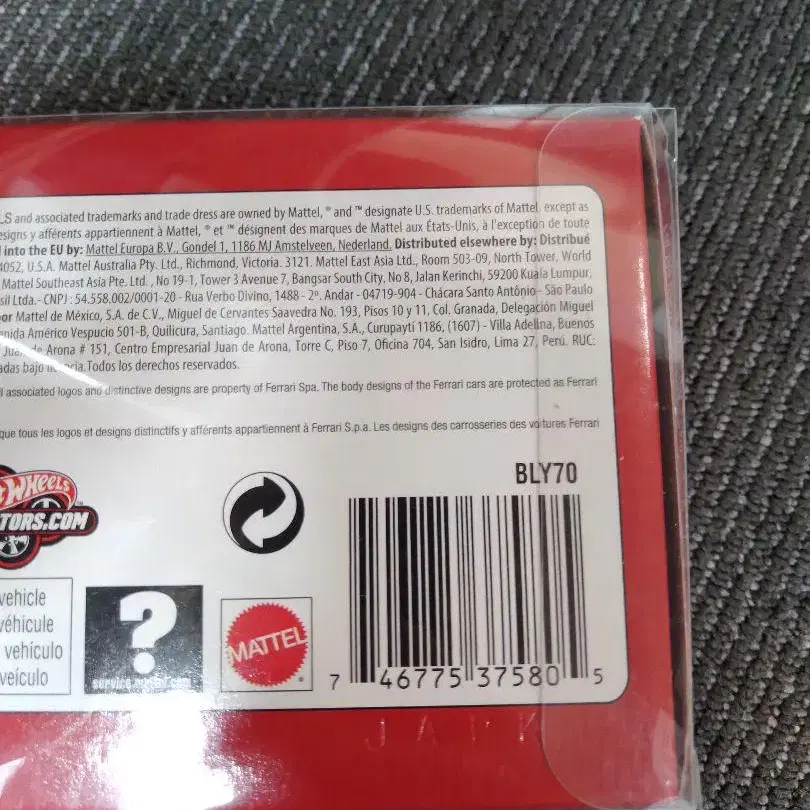 LS and associated trademarks and trade dress are owned by Mattel, ® and ™ designate U.S. trademarks of Mattel, except as
esigns y afférents appartiennent à Mattel, ® et ™ désignent des marques de Mattel aux États-Unis, à l'exception de toute
into the EU by: Mattel Europa B.V., Gondel 1, 1186 MJ Amstelveen, Nederland. Distributed elsewhere by: Distribué
4052, U.S.A. Mattel Australia Pty. Ltd., Richmond, Victoria. 3121. Mattel East Asia Ltd., Room 503-09, North Tower, World
Mattel Southeast Asia Pte. Ltd., No 19-1, Tower 3 Avenue 7, Bangsar South City, No 8, Jalan Kerinchi, 59200 Kuala Lumpur,
sil Ltda.- CNPJ : 54.558.002/0001-20 - Rua Verbo Divino, 1488 - 2º. Andar - 04719-904 - Chácara Santo Antônio - São Paulo
or Mattel de México, S.A. de C.V., Miguel de Cervantes Saavedra No. 193, Pisos 10 y 11, Col. Granada, Delegación Miguel
enida Américo Vespucio 501-B, Quilicura, Santiago. Mattel Argentina, S.A., Curupaytí 1186, (1607) - Villa Adelina, Buenos
Juan de Arona # 151, Centro Empresarial Juan de Arona, Torre C, Piso 7, Oficina 704, San Isidro, Lima 27, Perú. RUC:
adas bajo licencia.Todos los derechos reservados.
associated logos and distinctive designs are property of Ferrari Spa. The body designs of the Ferrari cars are protected as Ferrari
que tous les logos et designs distinctifs y afférents appartiennent à Ferrari S.p.a. Les designs des carrosseries des voitures Ferrari
BLY70
WHEELS
TORS.COM
vehicle
véhicule
vehículo
veículo
?
service.mattel.com
MATTEL
7 46775 37580 5